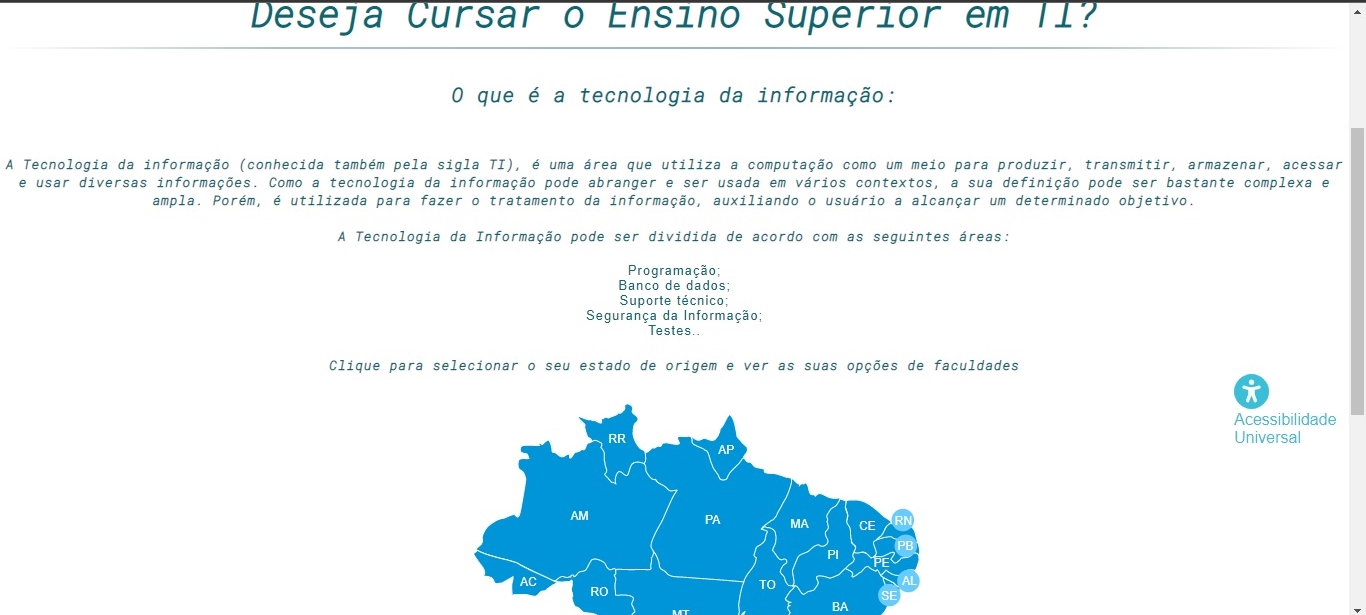 Deseja Cursar o Ensino Superior em TI?
O que é a tecnologia da informação:
A Tecnologia da informação (conhecida também pela sigla TI), é uma área que utiliza a computação como um meio para produzir, transmitir, armazenar, acessar
e usar diversas informações. Como a tecnologia da informação pode abranger e ser usada em vários contextos, a sua definição pode ser bastante complexa e
ampla. Porém, é utilizada para fazer o tratamento da informação, auxiliando o usuário a alcançar um determinado objetivo.
A Tecnologia da Informação pode ser dividida de acordo com as seguintes áreas:
Programação;
Banco de dados;
Suporte técnico;
Segurança da Informação;
Testes..
Clique para selecionar o seu estado de origem e ver as suas opções de faculdades
Acessibilidade
Universal
RR
AP
AM
PA
MA
CE
RN
PI
PB
PE
AC
RO
TO
AL
SE
BA
MT